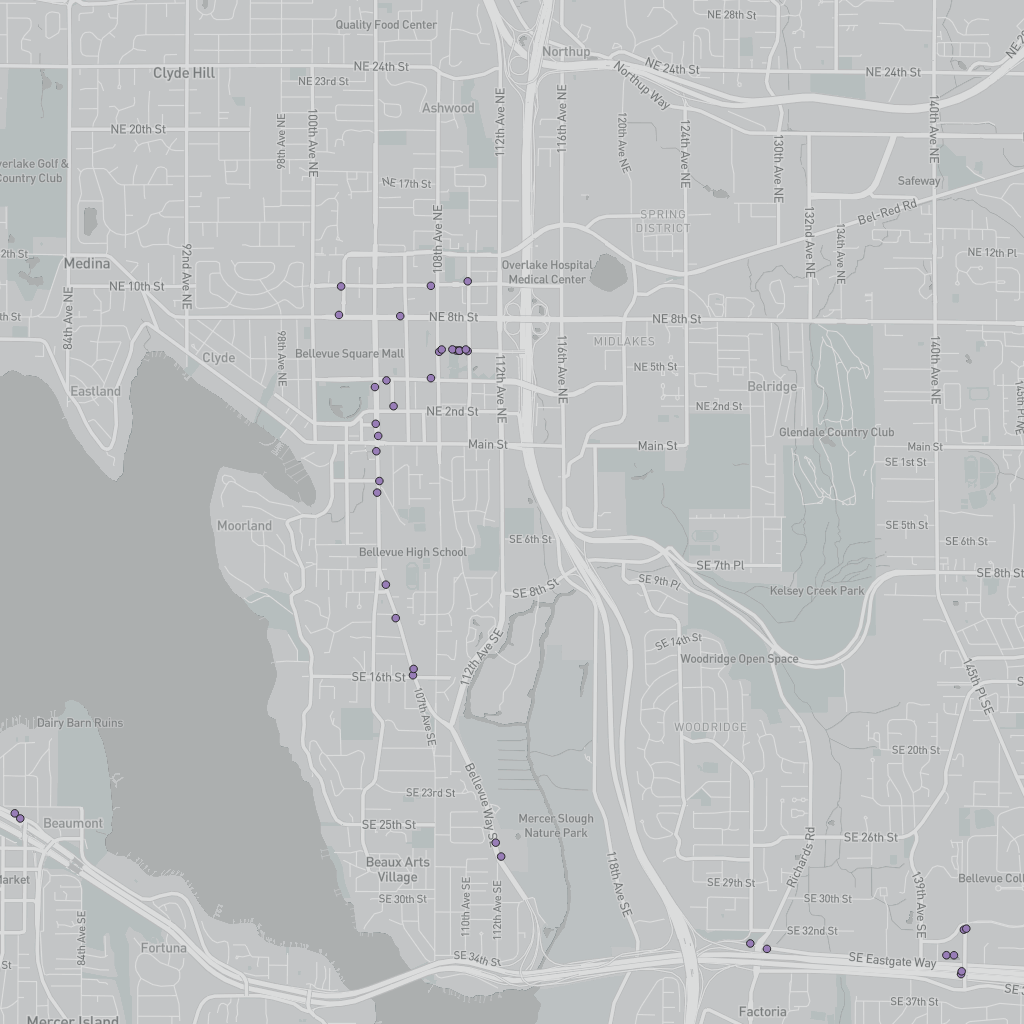 Quality Food Center
NE 28th St
Northup
NE 24th St
NE 24th St
NE 24th St
Clyde Hill
NE 23rd St
Northup Way
Ashwood
112th Ave NE
116th Ave NE
140th Ave NE
NE 20th St
98th Ave NE
100th Ave NE
120th Ave NE
124th Ave NE
130th Ave NE
Country Club
NE 17th St
Safeway
SPRING
DISTRICT
Bel-Red Rd
108th Ave NE
132nd Ave NE
134th Ave NE
NE 12th Pl
Medina
92nd Ave NE
Overlake Hospital
Medical Center
NE 10th St
84th Ave NE
NE 8th St
NE 8th St
NE 8th St
MIDLAKES
Clyde
98th Ave NE
Bellevue Square Mall
112th Ave NE
116th Ave NE
140th Ave NE
NE 5th St
Eastland
Belridge
NE 2nd St
NE 2nd St
Glendale Country Club
Main St
Main St
Main St
SE 1st St
Moorland
SE 5th St
SE 6th St
SE 6th St
Bellevue High School
SE 7th Pl
SE 8th St
SE 9th Pl
SE 8th St
Kelsey Creek Park
112th Ave SE
SE 14th St
Woodridge Open Space
SE 16th St
145th Pl SE
107th Ave SE
Dairy Barn Ruins
WOODRIDGE
SE 20th St
Bellevue Way S
SE 23rd St
Mercer Slough
Nature Park
Beaumont
SE 25th St
SE 26th St
Richards R
Beaux Arts
Village
118th Ave SE
139th Ave SE
SE 29th St
SE 30th St
110th Ave SE
112th Ave SE
SE 30th St
84th Ave SE
SE 32nd St
Fortuna
SE 34th St
SE Eastgate Way
SE 37th St
Factoria
Mercer Island